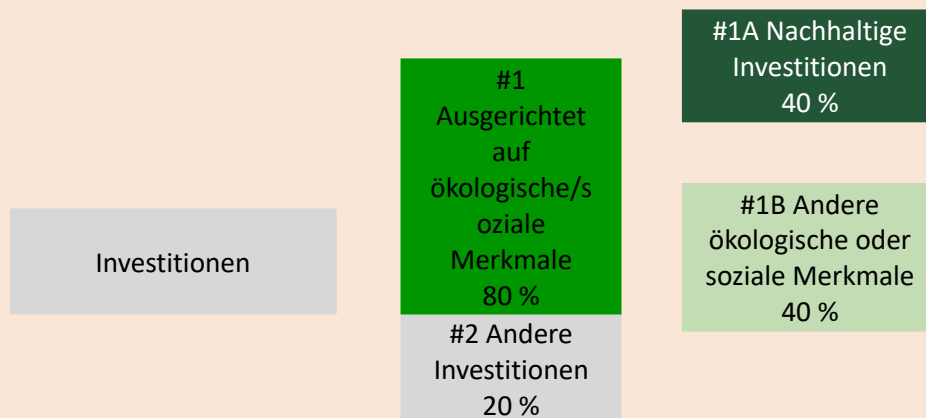 Investitionen
#1
Ausgerichtet
auf
ökologische/s
oziale
Merkmale
80 %
#2 Andere
Investitionen
20 %
#1A Nachhaltige
Investitionen
40 %
#1B Andere
ökologische oder
soziale Merkmale
40 %